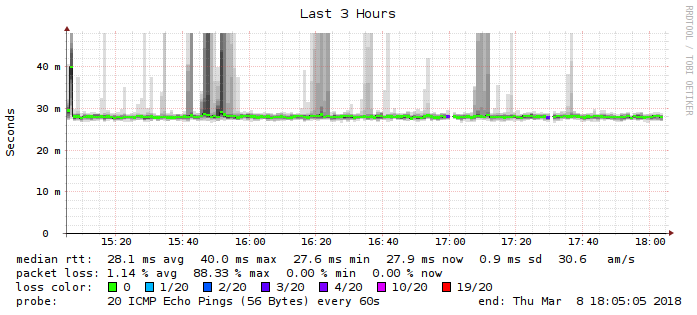 Last 3 Hours
RRDTOOL / TOBI OETIKER
Seconds
40 m
30 m
20 m
10 m
0
15:20 15:40 16:00 16:20 16:40 17:00 17:20 17:40 18:00
median rtt: 28.1 ms avg 40.0 ms max 27.6 ms min 27.9 ms now 0.9 ms sd 30.6 am/s
packet loss: 1.14 % avg 88.33 % max 0.00 % min 0.00 % now
loss color: 0 1/20 2/20 3/20 4/20 10/20 19/20
probe: 20 ICMP Echo Pings (56 Bytes) every 60s end: Thu Mar 8 18:05:05 2018